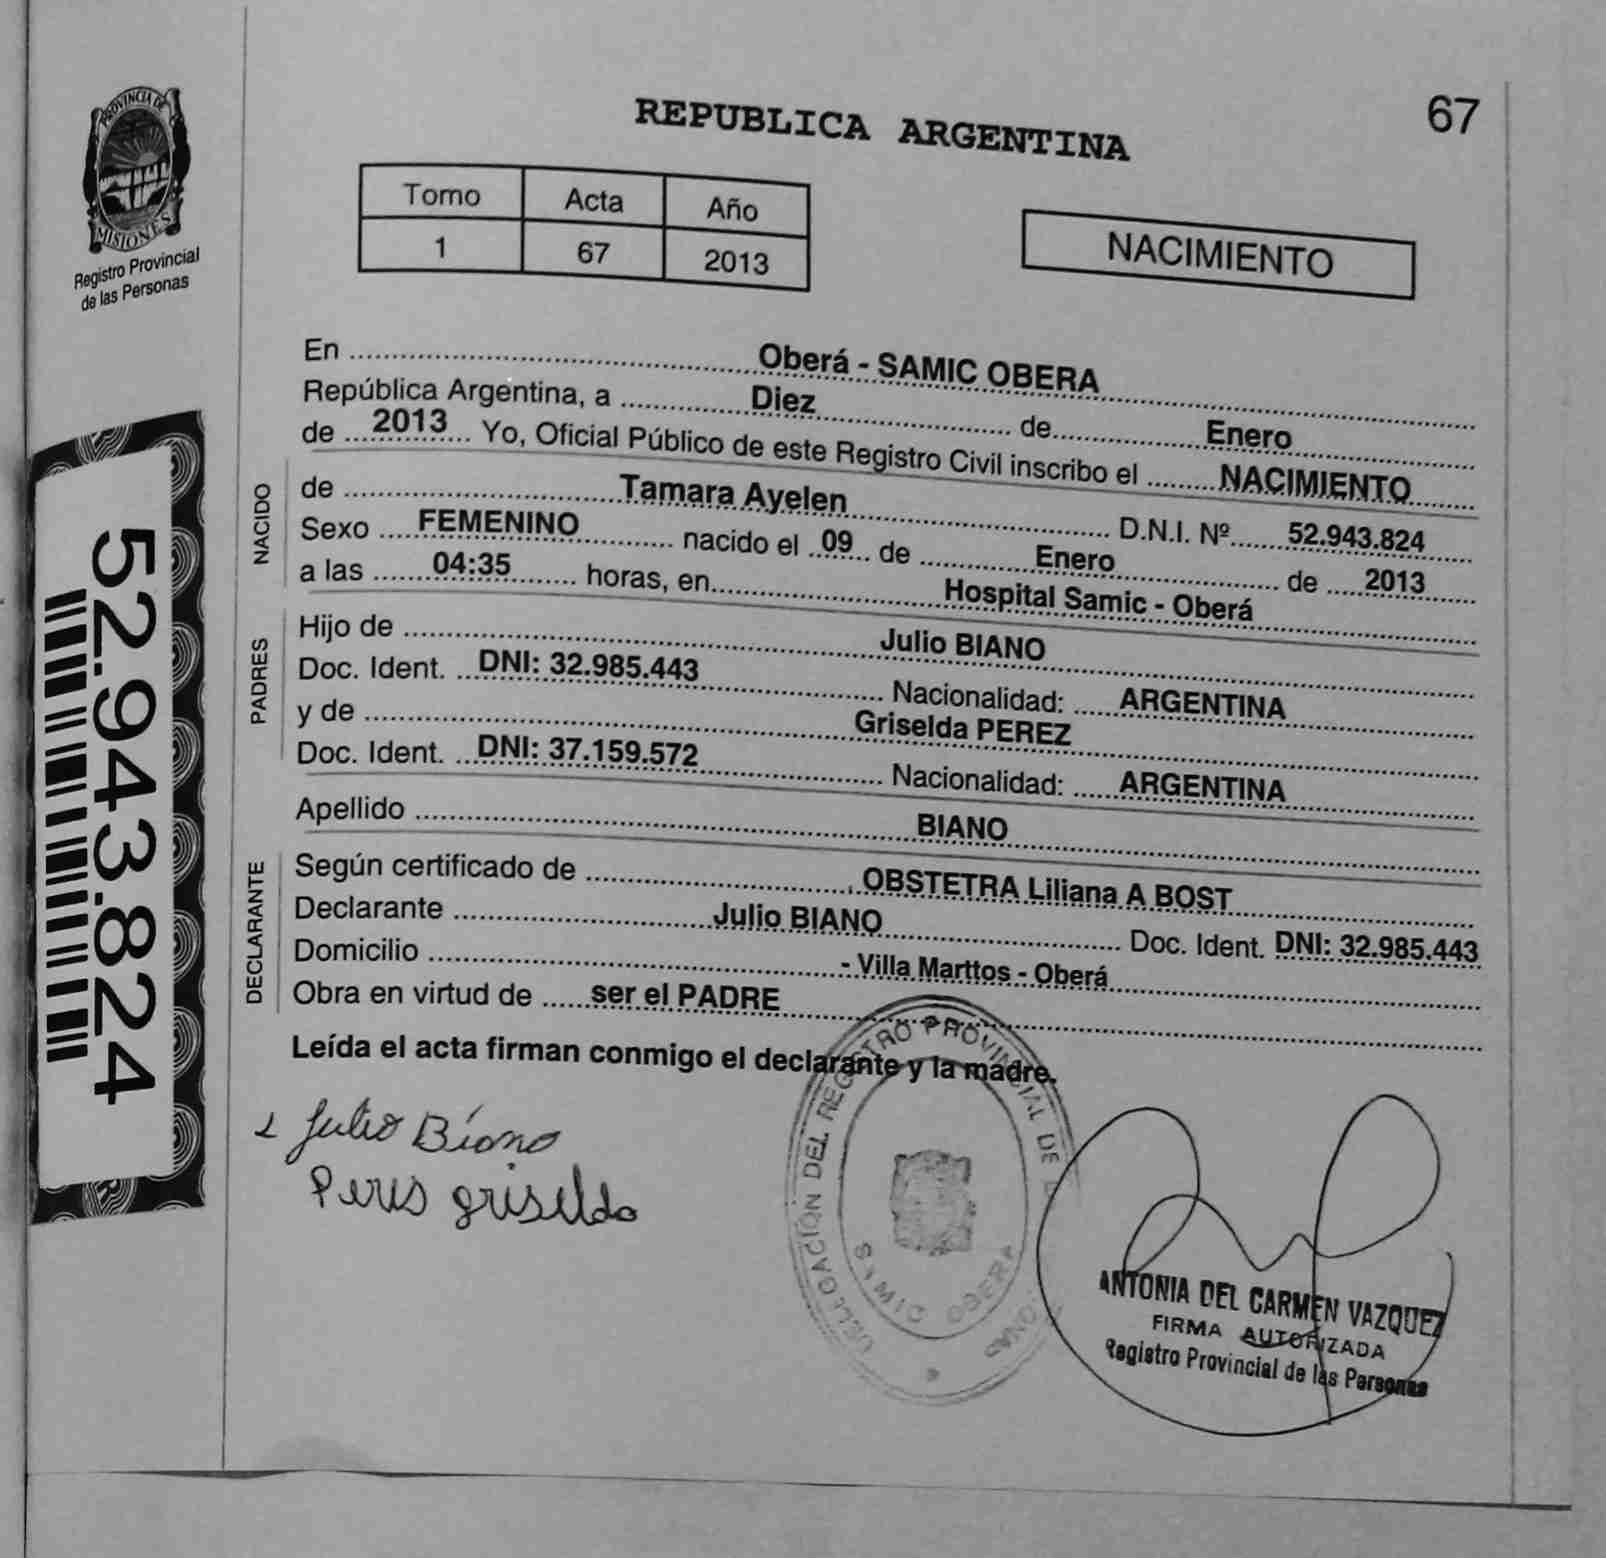 67
REPUBLICA ARGENTINA
PROVINCIA DE
MISIONES
Registro Provincial
de las Personas
Tomo Acta Año
1 67 2013
NACIMIENTO
En Oberá - SAMIC OBERA
República Argentina, a Diez de Enero
de 2013 Yo, Oficial Público de este Registro Civil inscribo el NACIMIENTO
NACIDO
de Tamara Ayelen D.N.I. Nº 52.943.824
Sexo FEMENINO nacido el 09 de Enero de 2013
a las 04:35 horas, en Hospital Samic - Oberá
PADRES
Hijo de Julio BIANO
Doc. Ident. DNI: 32.985.443 Nacionalidad: ARGENTINA
y de Griselda PEREZ
Doc. Ident. DNI: 37.159.572 Nacionalidad: ARGENTINA
Apellido BIANO
DECLARANTE
Según certificado de OBSTETRA Liliana A BOST
Declarante Julio BIANO Doc. Ident. DNI: 32.985.443
Domicilio - Villa Marttos - Oberá
Obra en virtud de ser el PADRE
Leída el acta firman conmigo el declarante y la madre.
52.943.824
Julio Biano
Peres griselda
DELEGACIÓN DEL REGISTRO PROVINCIAL DE
SAMIC OBERA
ANTONIA DEL CARMEN VAZQUEZ
FIRMA AUTORIZADA
Registro Provincial de las Personas